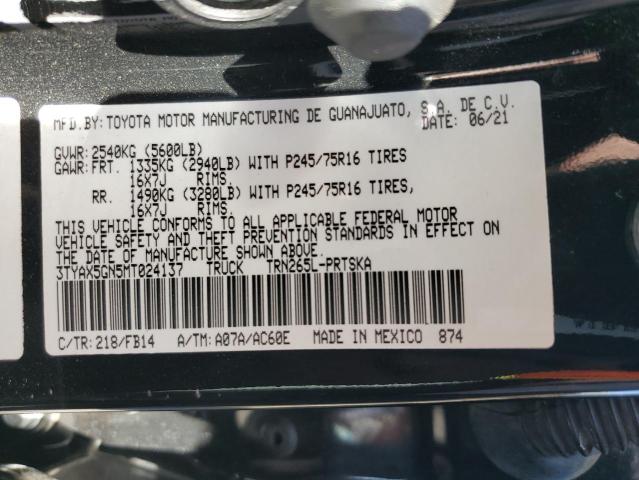 MFD.BY: TOYOTA MOTOR MANUFACTURING DE GUANAJUATO, S.A. DE C.V.
DATE: 06/21
GVWR: 2540KG (5600LB)
GAWR: FRT. 1335KG (2940LB) WITH P245/75R16 TIRES
16X7J RIMS,
RR. 1490KG (3280LB) WITH P245/75R16 TIRES,
16X7J RIMS.
THIS VEHICLE CONFORMS TO ALL APPLICABLE FEDERAL MOTOR
VEHICLE SAFETY AND THEFT PREVENTION STANDARDS IN EFFECT ON
THE DATE OF MANUFACTURE SHOWN ABOVE.
3TYAX5GN5MT024137 TRUCK TRN265L-PRTSKA
C/TR: 218/FB14 A/TM: A07A/AC60E MADE IN MEXICO 874